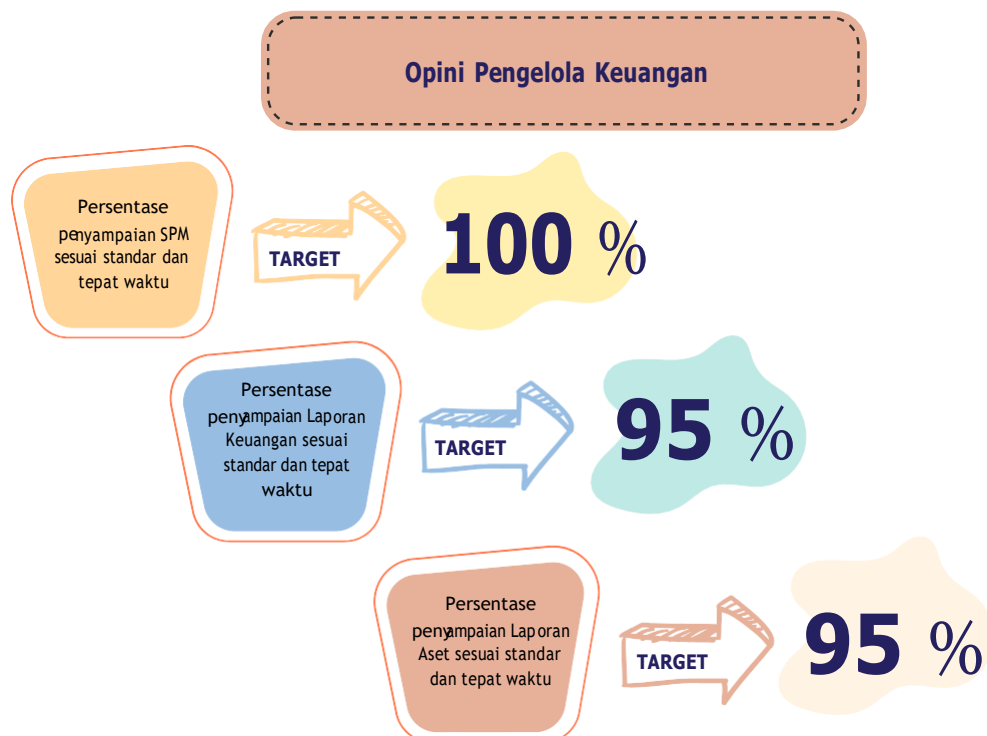 Opini Pengelola Keuangan
Persentase
penyampaian SPM
sesuai standar dan
tepat waktu
TARGET
100 %
Persentase
penyampaian Laporan
Keuangan sesuai
standar dan tepat
waktu
TARGET
95 %
Persentase
penyampaian Laporan
Aset sesuai standar
dan tepat waktu
TARGET
95 %